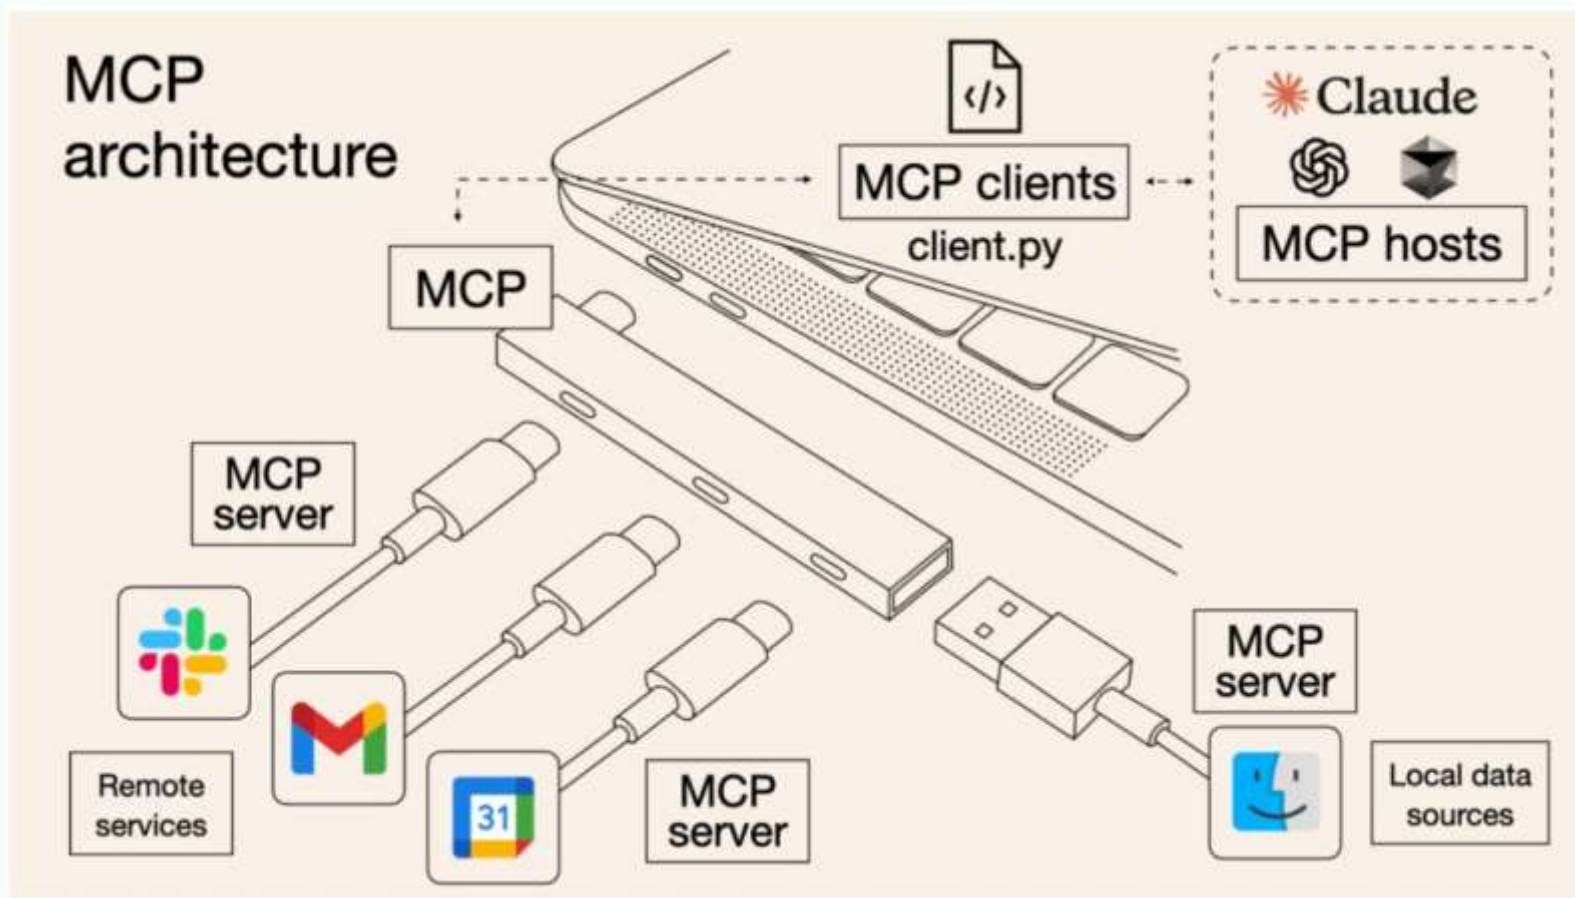 MCP
architecture
</>
MCP clients
client.py
Claude
MCP hosts
MCP
MCP
server
Remote
services
31
MCP
server
MCP
server
Local data
sources